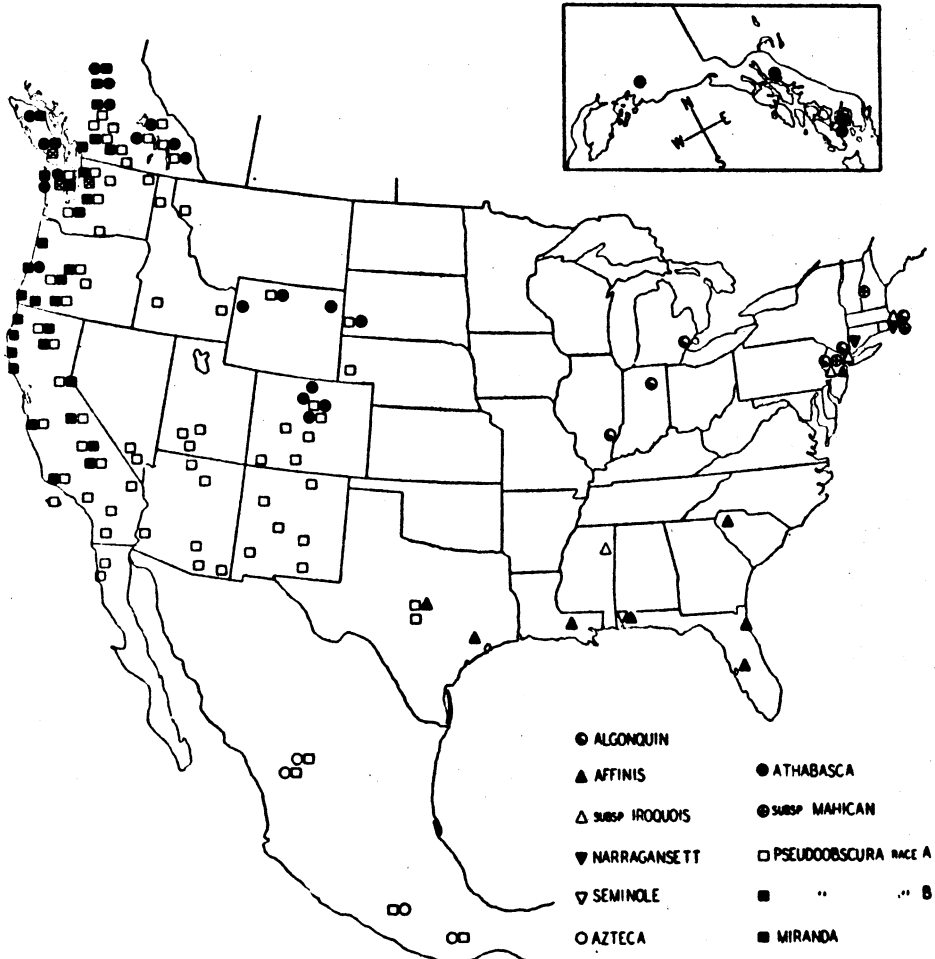 N
E
W
S
ALGONQUIN
AFFINIS
SUBSP IROQUOIS
NARRAGANSETT
SEMINOLE
AZTECA
ATHABASCA
SUBSP MAHICAN
PSEUDOOBSCURA RACE A
" " B
MIRANDA